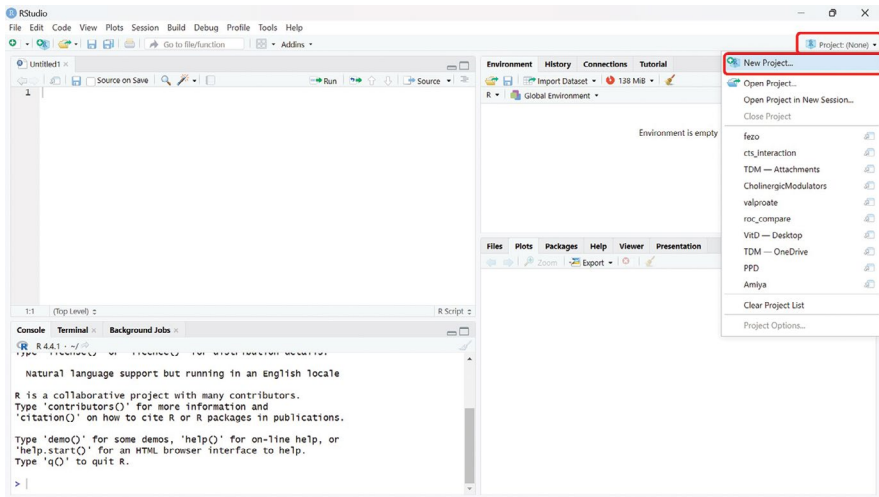 RStudio
File Edit Code View Plots Session Build Debug Profile Tools Help
Go to file/function Addins Project: (None)
Untitled1
Source on Save Run Source
1
1:1 (Top Level) R Script
Console Terminal Background Jobs
R 4.4.1 · ~/
Type 'license()' or 'licence()' for distribution details.
Natural language support but running in an English locale
R is a collaborative project with many contributors.
Type 'contributors()' for more information and
'citation()' on how to cite R or R packages in publications.
Type 'demo()' for some demos, 'help()' for on-line help, or
'help.start()' for an HTML browser interface to help.
Type 'q()' to quit R.
>
Environment History Connections Tutorial
Import Dataset 138 MiB
R Global Environment
Environment is empty
Files Plots Packages Help Viewer Presentation
Zoom Export
New Project...
Open Project...
Open Project in New Session...
Close Project
fezo
cts_interaction
TDM — Attachments
CholinergicModulators
valproate
roc_compare
VitD — Desktop
TDM — OneDrive
PPD
Amiya
Clear Project List
Project Options...